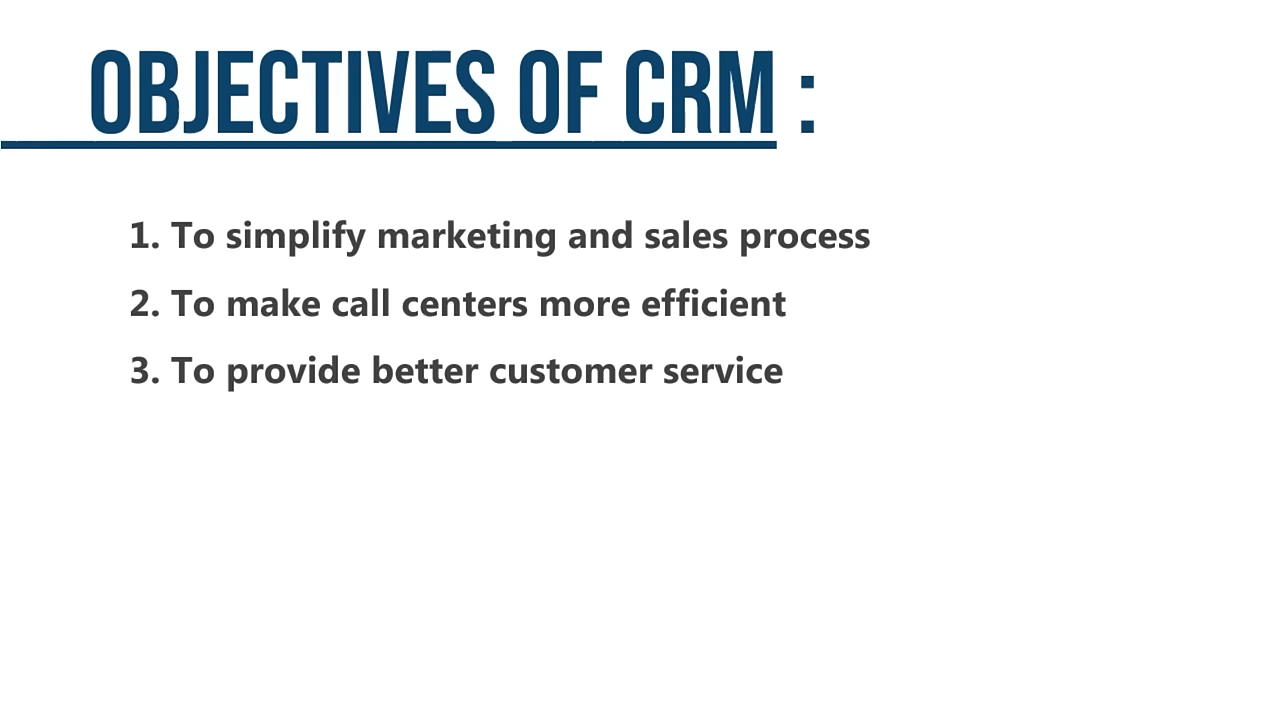 OBJECTIVES OF CRM :
1. To simplify marketing and sales process
2. To make call centers more efficient
3. To provide better customer service